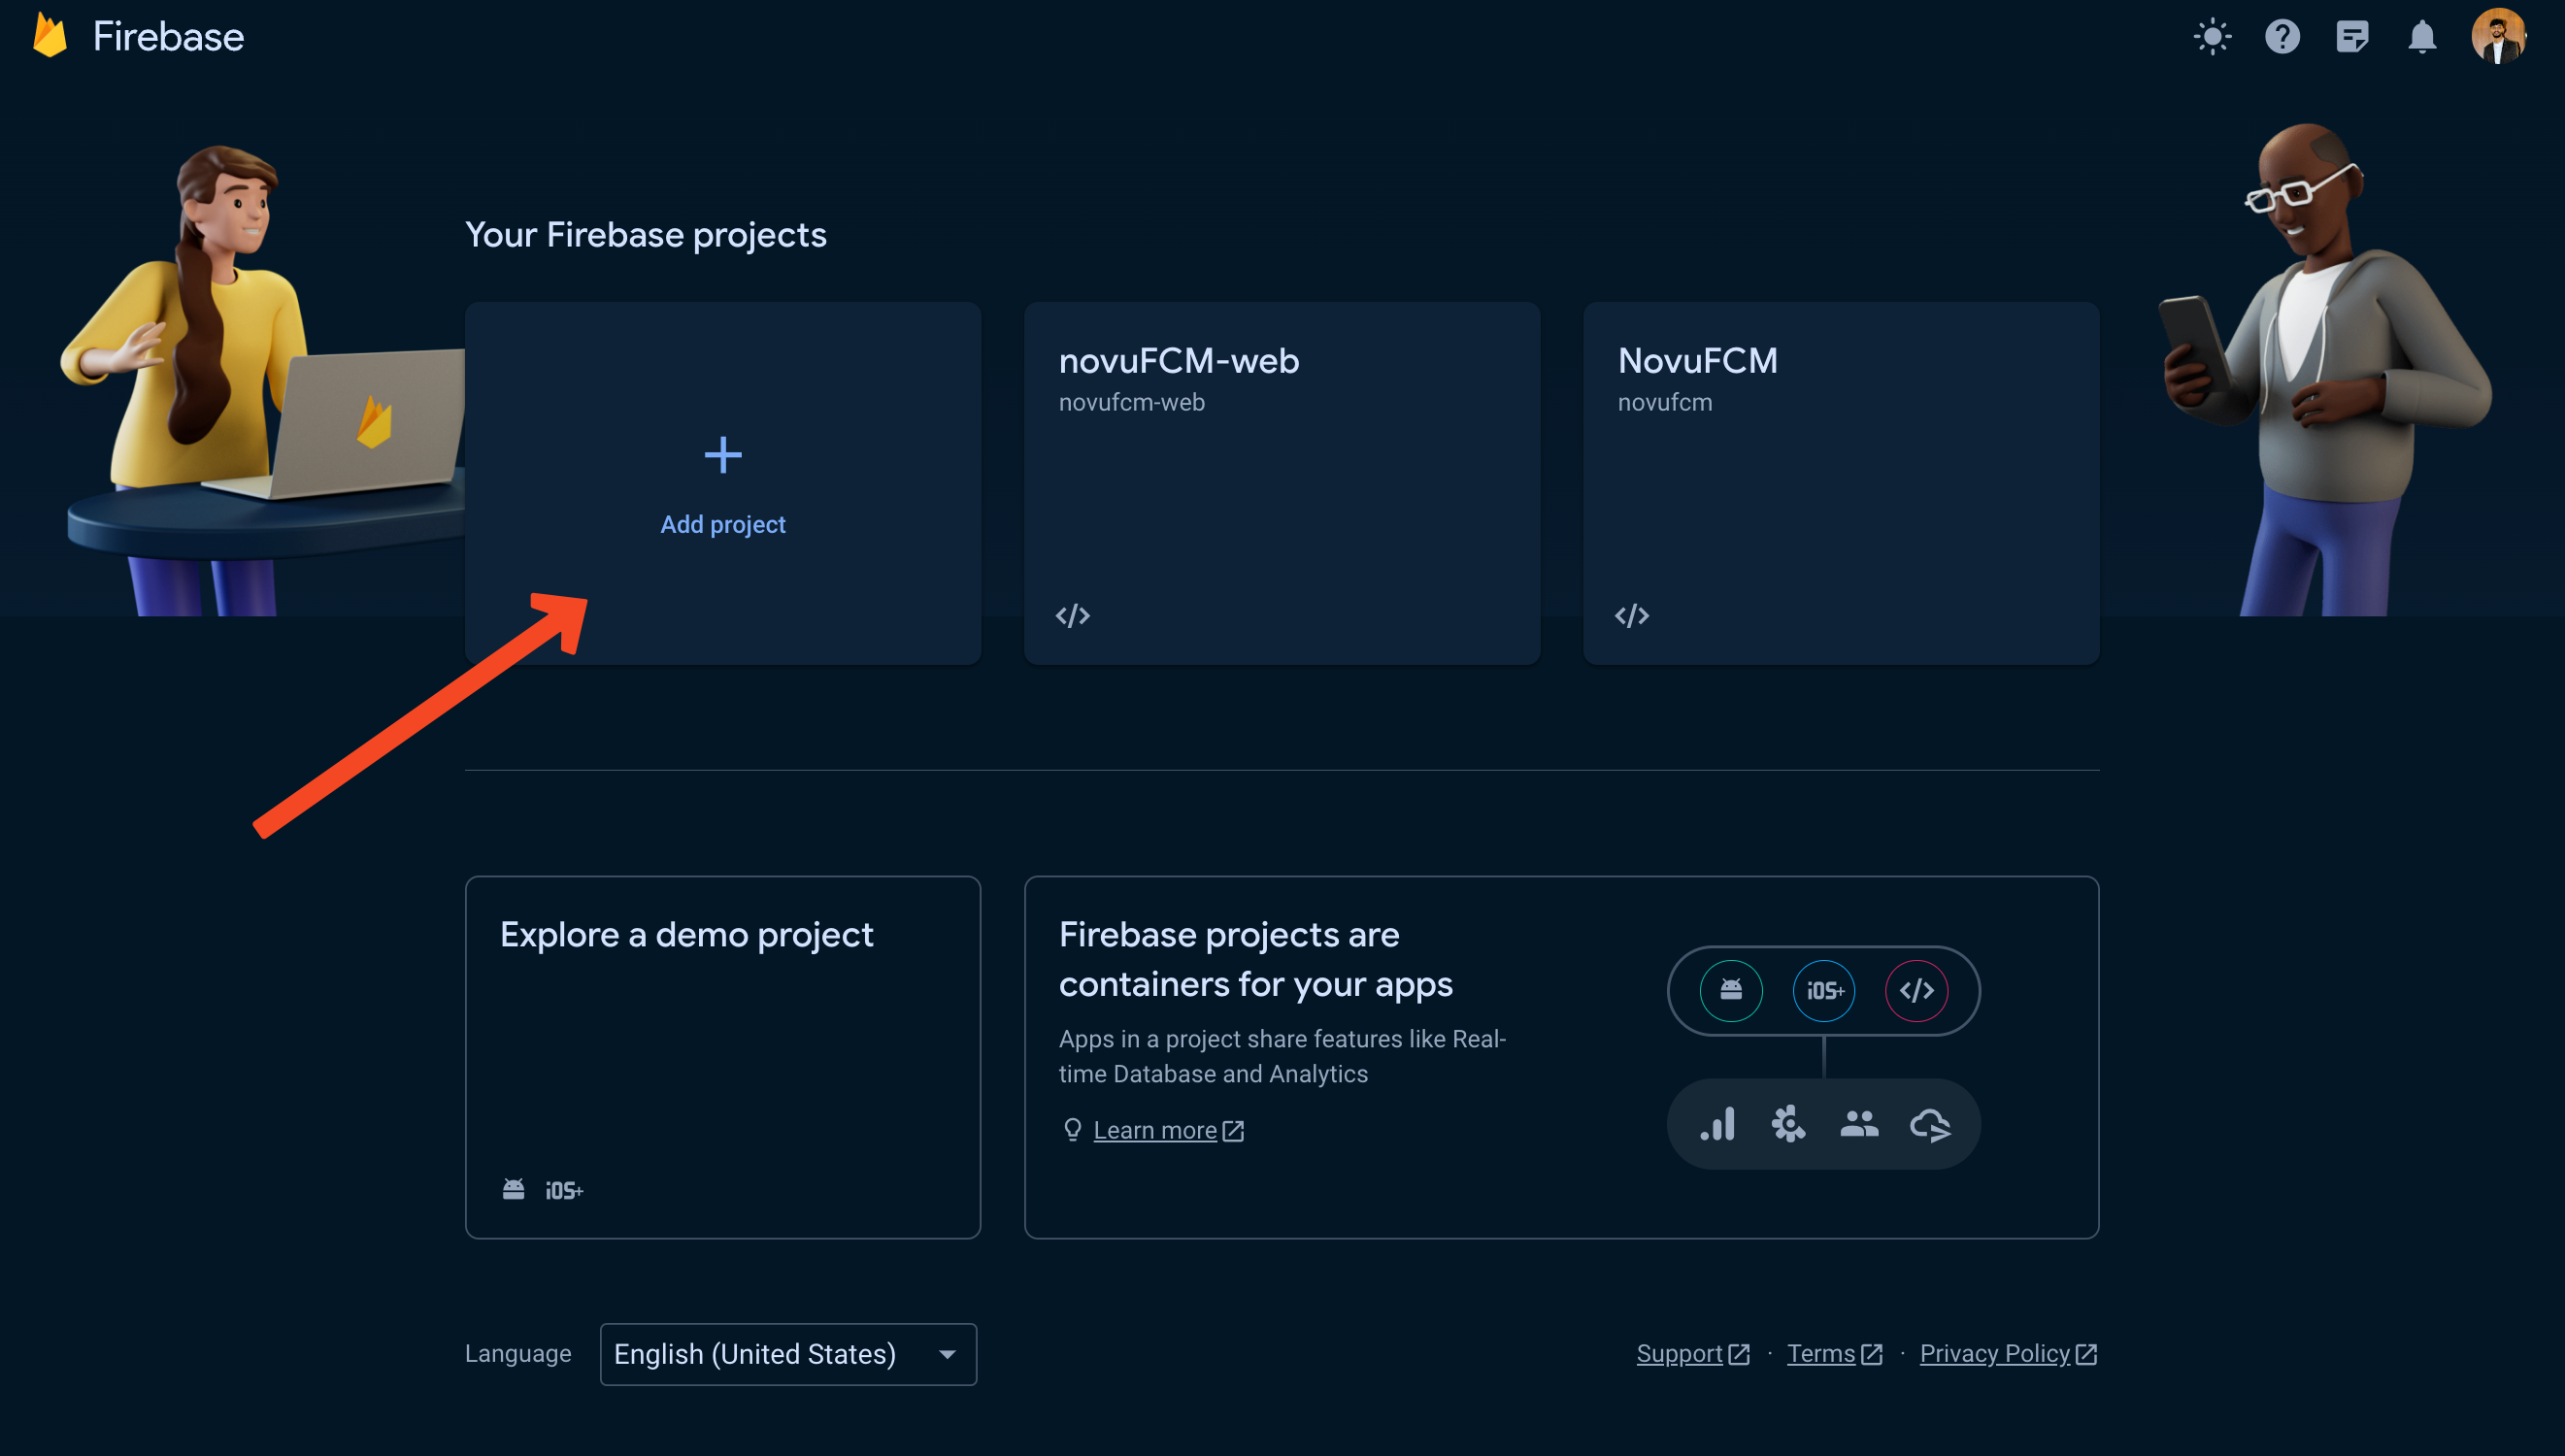 Firebase
Your Firebase projects
Add project
novuFCM-web
novufcm-web
NovuFCM
novufcm
Explore a demo project
iOS+
Firebase projects are
containers for your apps
Apps in a project share features like Real-
time Database and Analytics
Learn more
iOS+
Language
English (United States)
Support · Terms · Privacy Policy